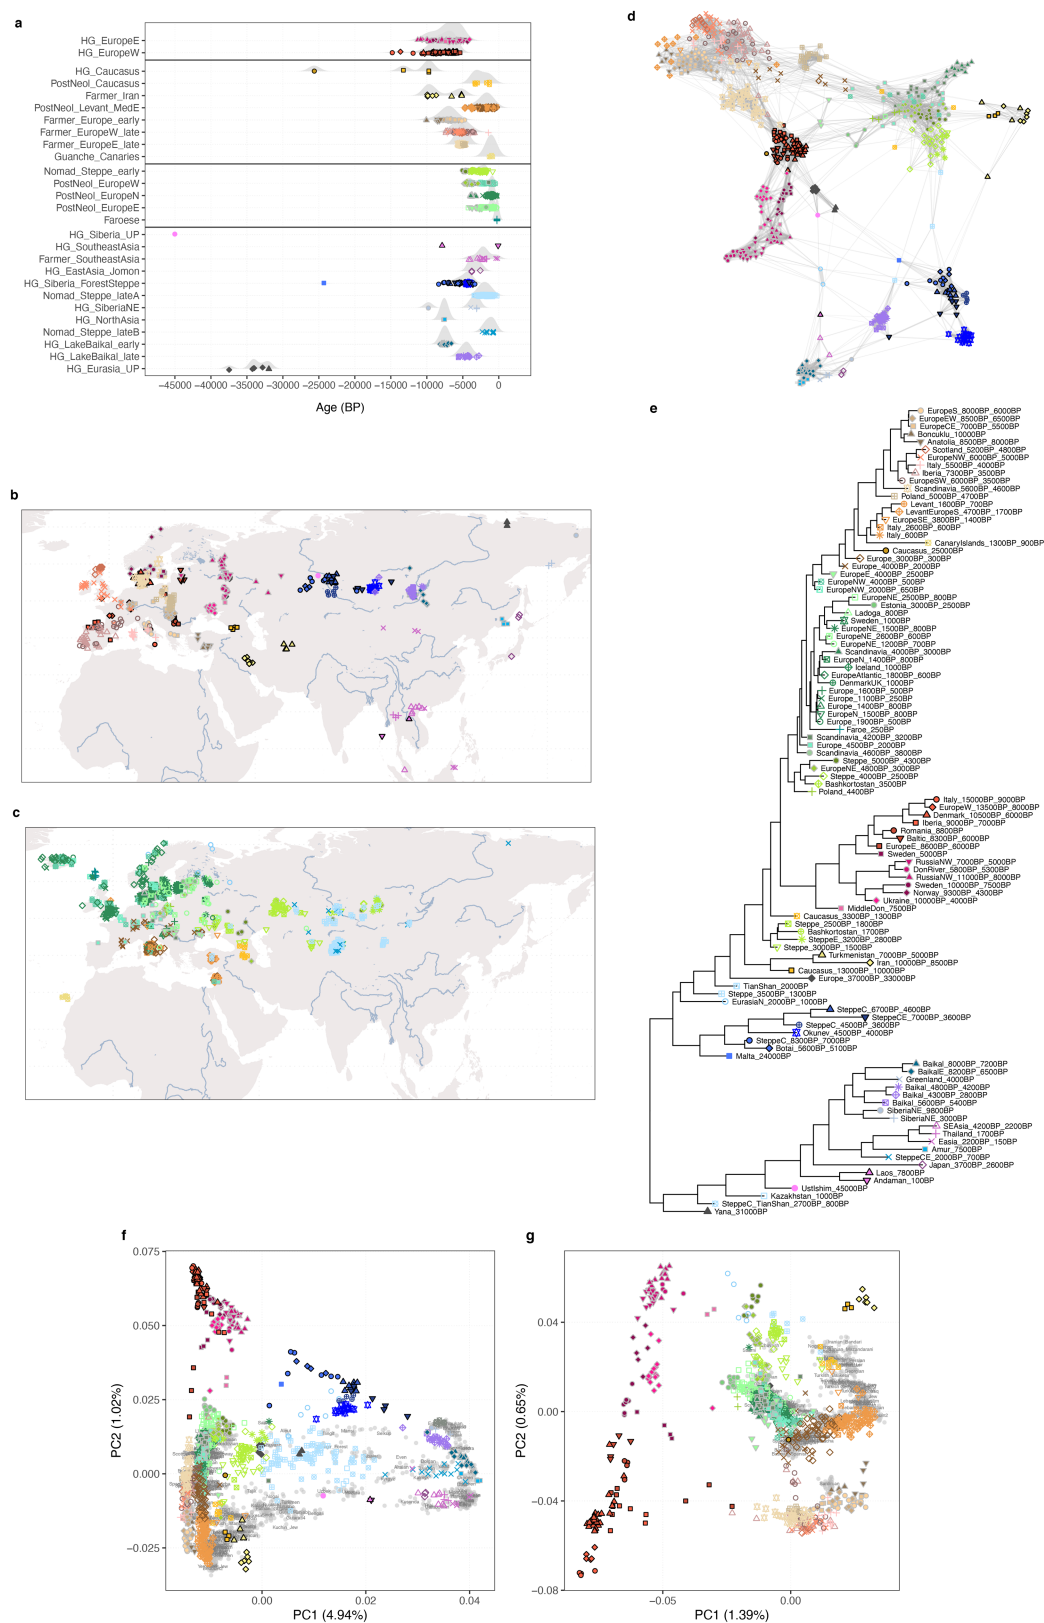 a
HG_EuropeE
HG_EuropeW
HG_Caucasus
PostNeol_Caucasus
Farmer_Iran
PostNeol_Levant_MedE
Farmer_Europe_early
Farmer_EuropeW_late
Farmer_EuropeE_late
Guanche_Canaries
Nomad_Steppe_early
PostNeol_EuropeW
PostNeol_EuropeN
PostNeol_EuropeE
Faroese
HG_Siberia_UP
HG_SoutheastAsia
Farmer_SoutheastAsia
HG_EastAsia_Jomon
HG_Siberia_ForestSteppe
Nomad_Steppe_lateA
HG_SiberiaNE
HG_NorthAsia
Nomad_Steppe_lateB
HG_LakeBaikal_early
HG_LakeBaikal_late
HG_Eurasia_UP
−45000 −40000 −35000 −30000 −25000 −20000 −15000 −10000 −5000 0
Age (BP)
b
c
d
e
EuropeS_8000BP_6000BP
EuropeEW_8500BP_6500BP
EuropeCE_7000BP_5500BP
Boncuklu_10000BP
Anatolia_8500BP_8000BP
Scotland_5200BP_4800BP
EuropeNW_6000BP_5000BP
Italy_5500BP_4000BP
Iberia_7300BP_3500BP
EuropeSW_6000BP_3500BP
Scandinavia_5600BP_4600BP
Poland_5000BP_4700BP
Levant_1600BP_700BP
LevantEuropeS_4700BP_1700BP
EuropeSE_3800BP_1400BP
Italy_2600BP_600BP
Italy_600BP
CanaryIslands_1300BP_900BP
Caucasus_25000BP
Europe_3000BP_300BP
Europe_4000BP_2000BP
EuropeE_4000BP_2500BP
EuropeNW_4000BP_500BP
EuropeNW_2000BP_650BP
EuropeNE_2500BP_800BP
Estonia_3000BP_2500BP
Ladoga_800BP
Sweden_1000BP
EuropeNE_1500BP_800BP
EuropeNE_2600BP_600BP
EuropeNE_1200BP_700BP
Scandinavia_4000BP_3000BP
EuropeN_1400BP_800BP
Iceland_1000BP
EuropeAtlantic_1800BP_600BP
DenmarkUK_1000BP
Europe_1600BP_500BP
Europe_1100BP_250BP
Europe_1400BP_800BP
EuropeN_1500BP_800BP
Europe_1900BP_500BP
Faroe_250BP
Scandinavia_4200BP_3200BP
Europe_4500BP_2000BP
Scandinavia_4600BP_3800BP
Steppe_5000BP_4300BP
EuropeNE_4800BP_3000BP
Steppe_4000BP_2500BP
Bashkortostan_3500BP
Poland_4400BP
Italy_15000BP_9000BP
EuropeW_13500BP_8000BP
Denmark_10500BP_6000BP
Iberia_9000BP_7000BP
Romania_8800BP
Baltic_8300BP_6000BP
EuropeE_8600BP_6000BP
Sweden_5000BP
RussiaNW_7000BP_5000BP
DonRiver_5800BP_5300BP
RussiaNW_11000BP_8000BP
Sweden_10000BP_7500BP
Norway_9300BP_4300BP
Ukraine_10000BP_4000BP
MiddleDon_7500BP
Caucasus_3300BP_1300BP
Steppe_2500BP_1800BP
Bashkortostan_1700BP
SteppeE_3200BP_2800BP
Steppe_3000BP_1500BP
Turkmenistan_7000BP_5000BP
Iran_10000BP_8500BP
Caucasus_13000BP_10000BP
Europe_37000BP_33000BP
TianShan_2000BP
Steppe_3500BP_1300BP
EurasiaN_2000BP_1000BP
SteppeC_6700BP_4600BP
SteppeCE_7000BP_3600BP
SteppeC_4500BP_3600BP
Okunev_4500BP_4000BP
SteppeC_8300BP_7000BP
Botai_5600BP_5100BP
Malta_24000BP
Baikal_8000BP_7200BP
BaikalE_8200BP_6500BP
Greenland_4000BP
Baikal_4800BP_4200BP
Baikal_4300BP_2800BP
Baikal_5600BP_5400BP
SiberiaNE_9800BP
SiberiaNE_3000BP
SEAsia_4200BP_2200BP
Thailand_1700BP
Easia_2200BP_150BP
Amur_7500BP
SteppeCE_2000BP_700BP
Japan_3700BP_2600BP
Laos_7800BP
Andaman_100BP
UstIshim_45000BP
Kazakhstan_1000BP
SteppeC_TianShan_2700BP_800BP
Yana_31000BP
f
0.075
0.050
0.025
0.000
−0.025
PC2 (1.02%)
0.00 0.02 0.04
PC1 (4.94%)
g
0.04
0.00
−0.04
−0.08
PC2 (0.65%)
−0.05 0.00
PC1 (1.39%)